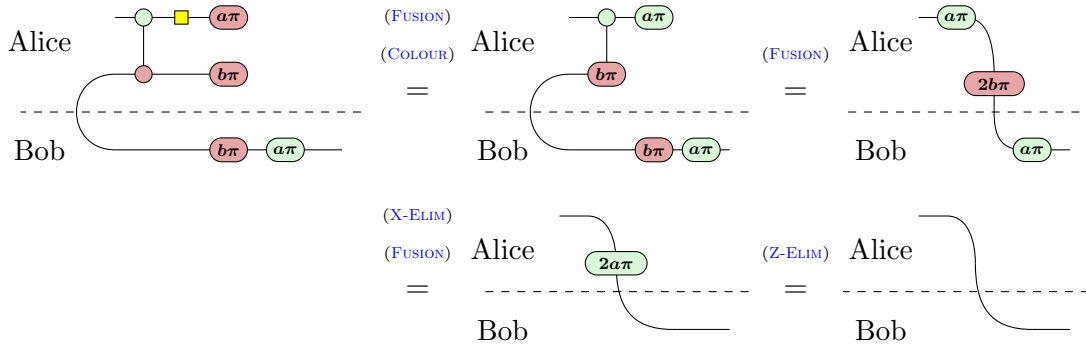 aπ (FUSION) aπ aπ
Alice (COLOUR) Alice (FUSION) Alice
bπ = bπ = 2bπ
Bob bπ aπ Bob bπ aπ Bob aπ
(X-ELIM)
Alice (Z-ELIM) Alice
(FUSION) 2aπ
= =
Bob Bob